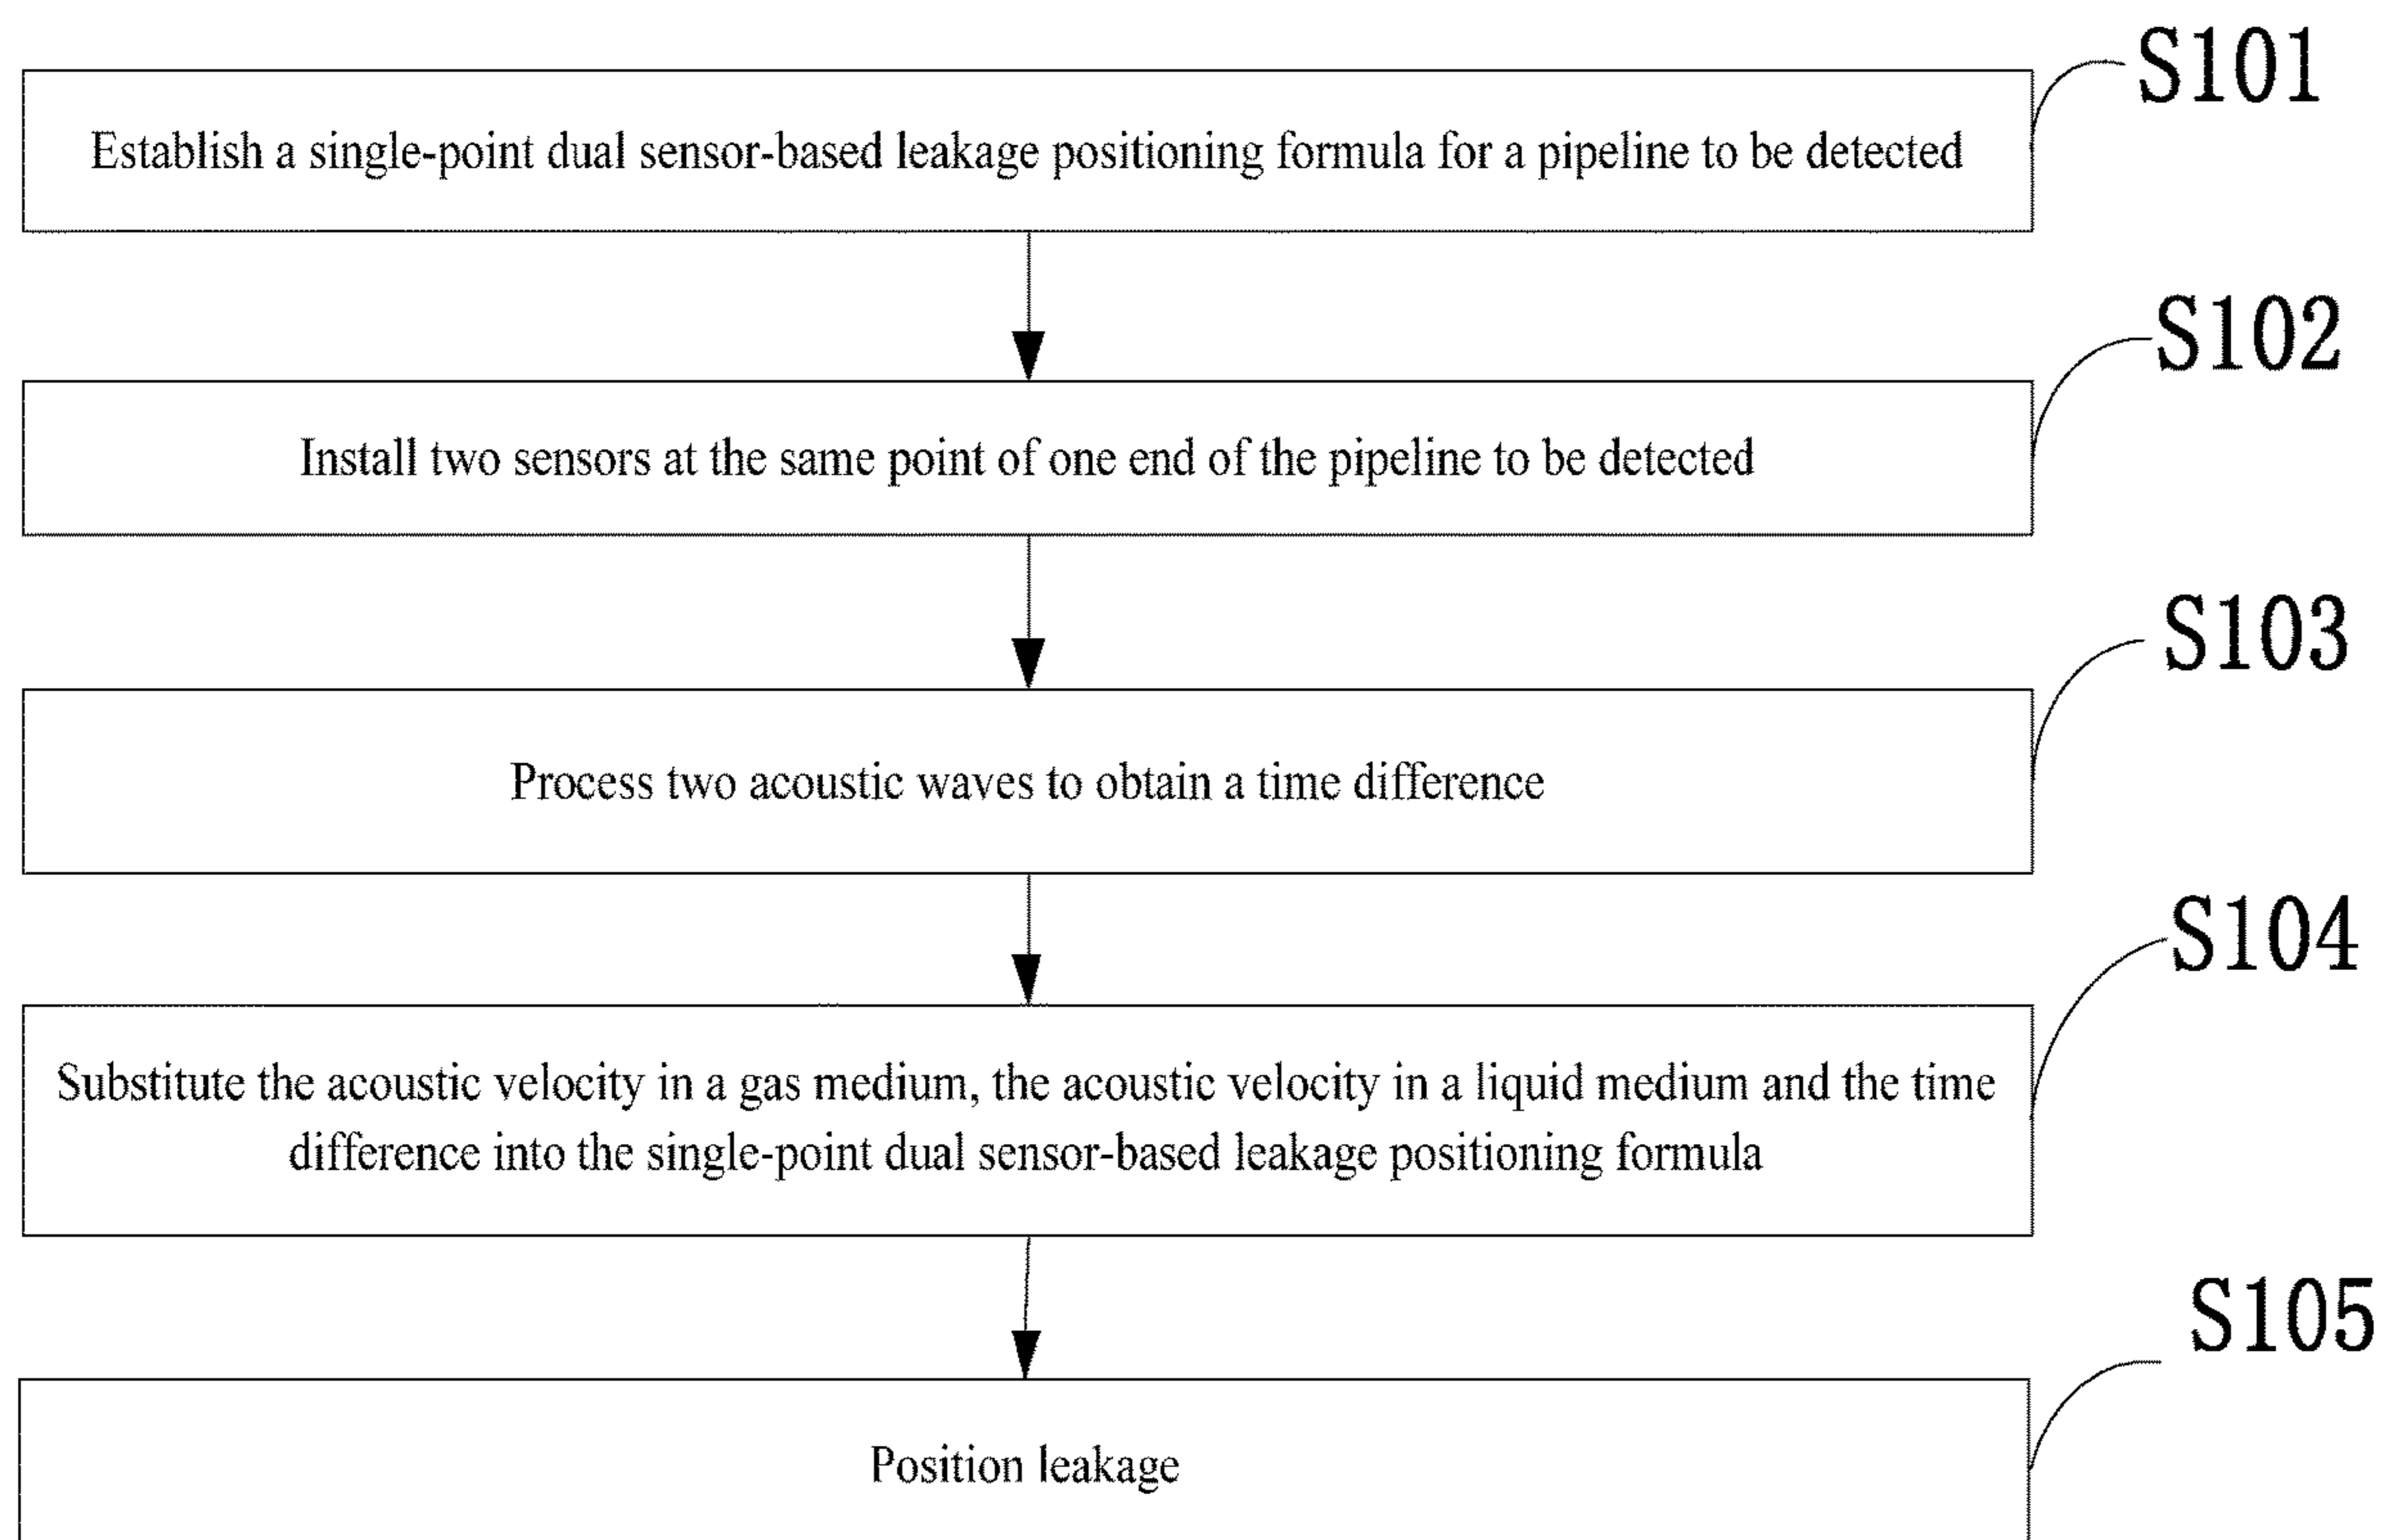 S101
Establish a single-point dual sensor-based leakage positioning formula for a pipeline to be detected
S102
Install two sensors at the same point of one end of the pipeline to be detected
S103
Process two acoustic waves to obtain a time difference
S104
Substitute the acoustic velocity in a gas medium, the acoustic velocity in a liquid medium and the time
difference into the single-point dual sensor-based leakage positioning formula
S105
Position leakage